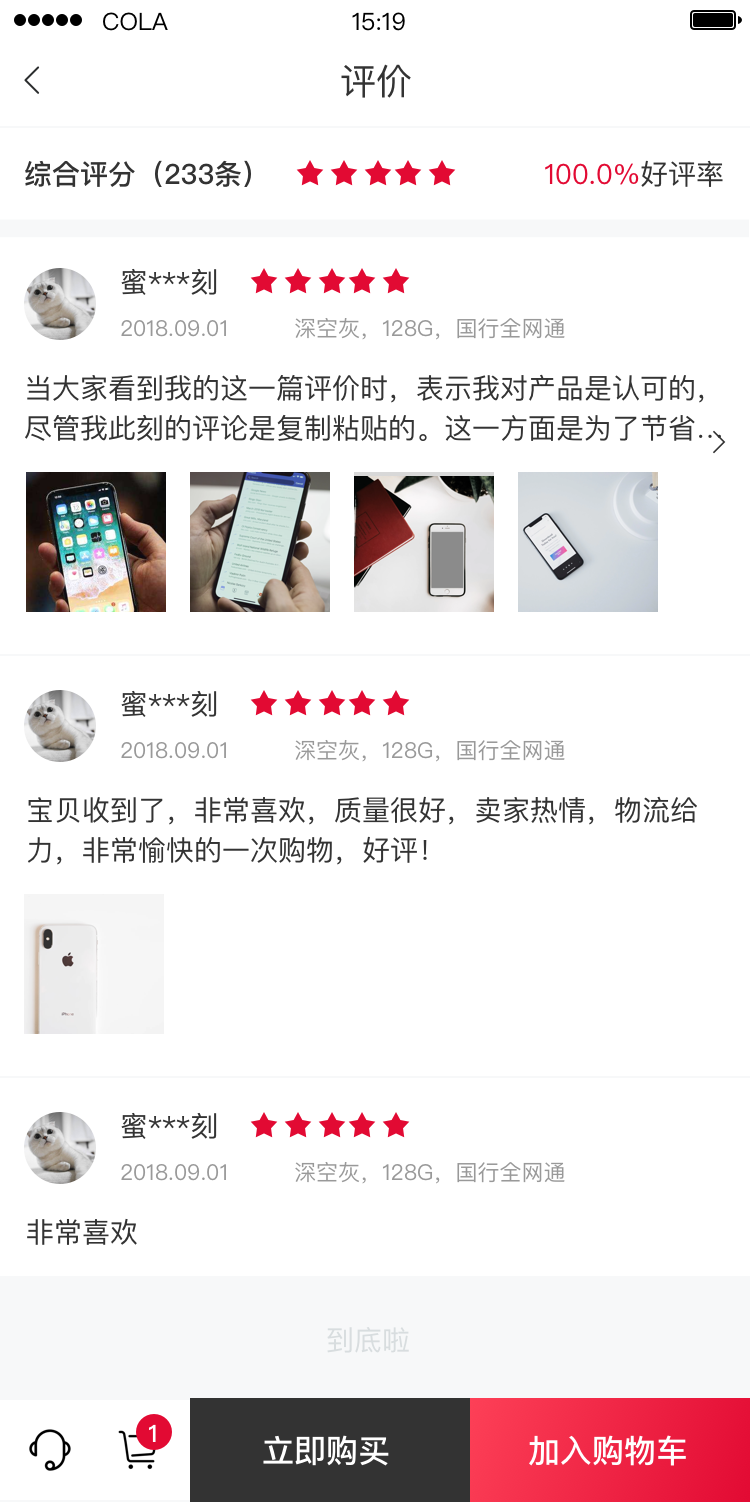 COLA 15:19
评价
综合评分（233条） 100.0%好评率
蜜***刻
2018.09.01 深空灰，128G，国行全网通
当大家看到我的这一篇评价时，表示我对产品是认可的，
尽管我此刻的评论是复制粘贴的。这一方面是为了节省..
蜜***刻
2018.09.01 深空灰，128G，国行全网通
宝贝收到了，非常喜欢，质量很好，卖家热情，物流给
力，非常愉快的一次购物，好评！
蜜***刻
2018.09.01 深空灰，128G，国行全网通
非常喜欢
到底啦
1 立即购买 加入购物车